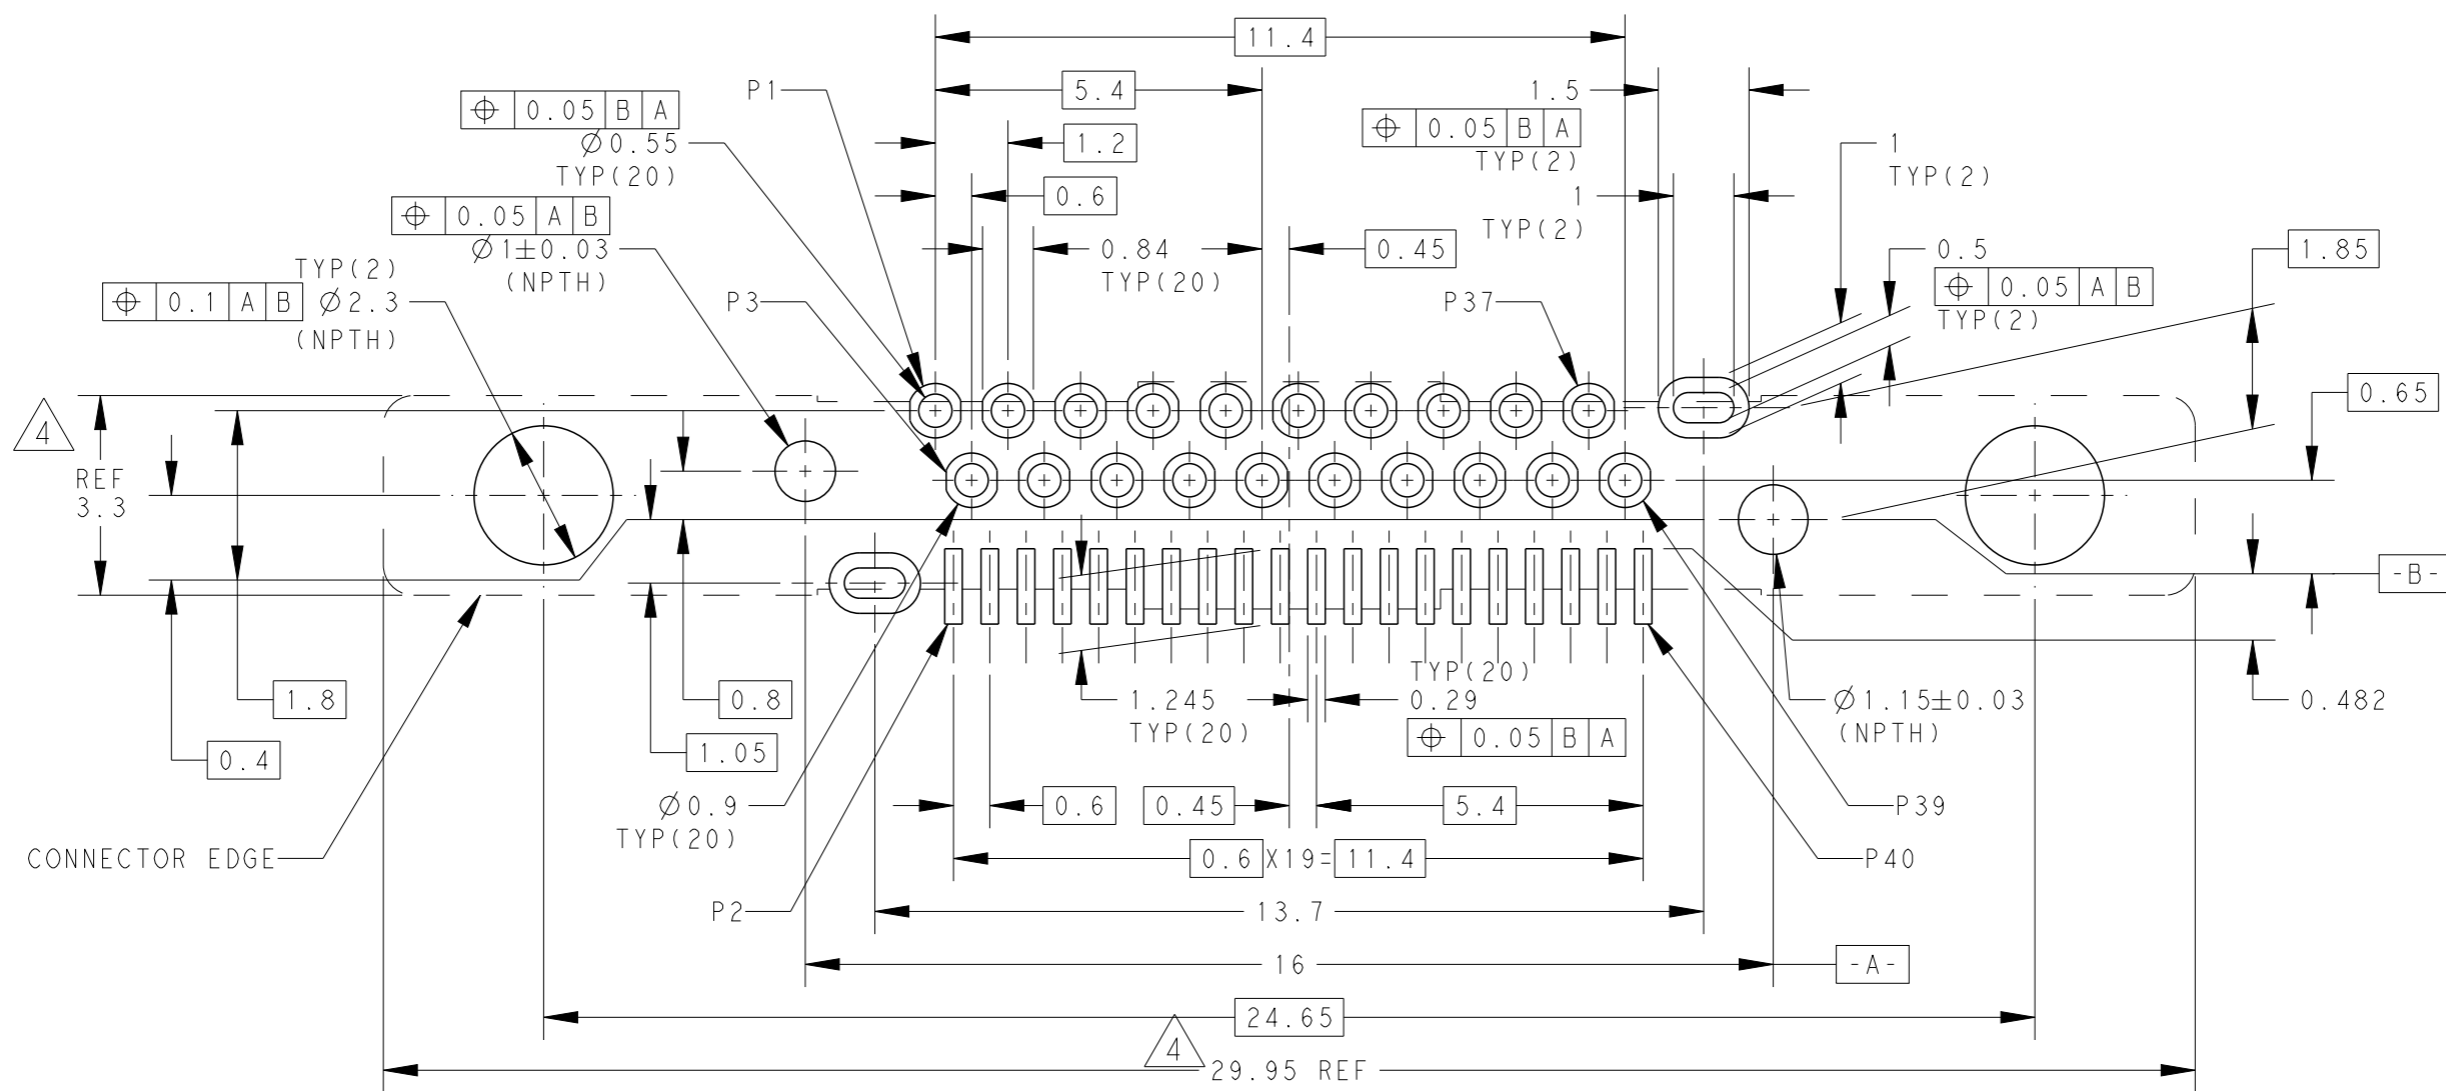 11.4
P1
5.4
1.5
⌖ 0.05 B A
Ø0.55
TYP(20)
1.2
⌖ 0.05 B A
TYP(2)
1
TYP(2)
0.6
1
TYP(2)
⌖ 0.05 A B
Ø1±0.03
(NPTH)
0.84
TYP(20)
0.45
0.5
⌖ 0.05 A B
TYP(2)
1.85
TYP(2)
⌖ 0.1 A B Ø2.3
(NPTH)
P3
P37
0.65
4
REF
3.3
-B-
1.8
0.8
1.245
TYP(20)
TYP(20)
0.29
⌖ 0.05 B A
Ø1.15±0.03
(NPTH)
0.482
0.4
1.05
Ø0.9
TYP(20)
0.6
0.45
5.4
P39
CONNECTOR EDGE
0.6 X19= 11.4
P40
P2
13.7
16
-A-
24.65
4
29.95 REF